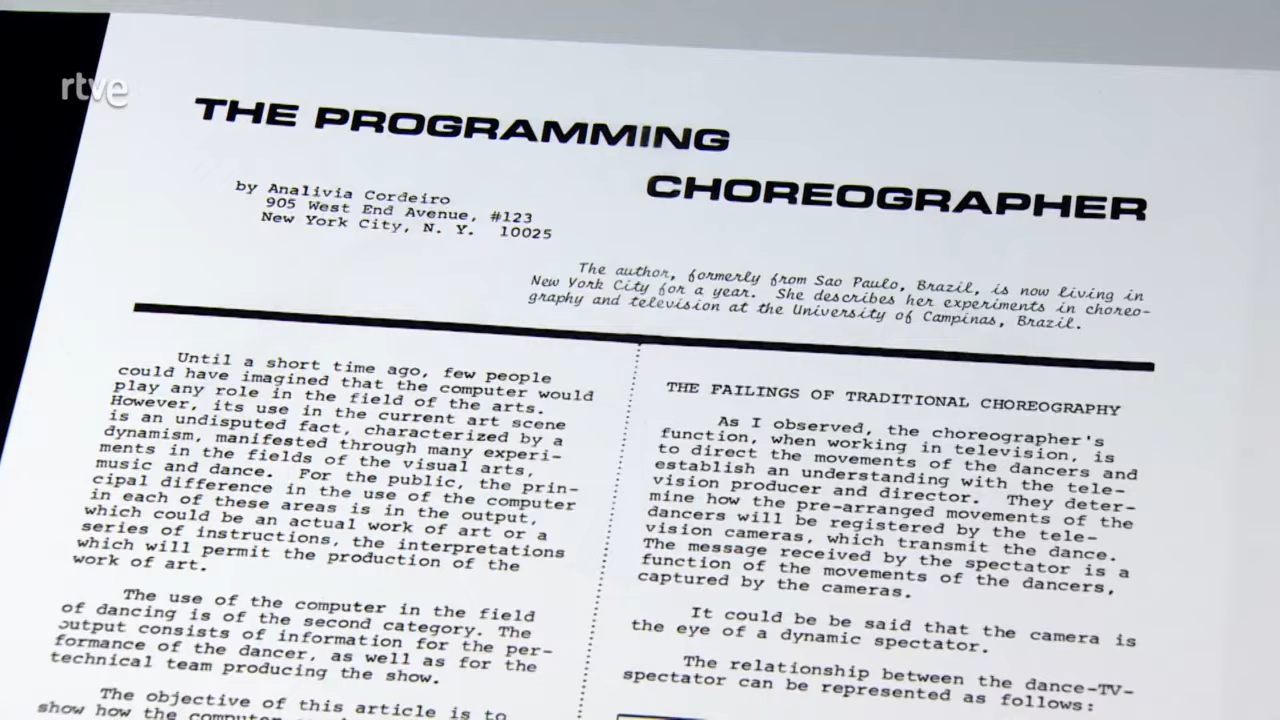 rtve
THE PROGRAMMING
CHOREOGRAPHER
by Analivia Cordeiro
905 West End Avenue, #123
New York City, N. Y. 10025
The author, formerly from Sao Paulo, Brazil, is now living in
New York City for a year. She describes her experiments in choreo-
graphy and television at the University of Campinas, Brazil.
Until a short time ago, few people
could have imagined that the computer would
play any role in the field of the arts.
However, its use in the current art scene
is an undisputed fact, characterized by a
dynamism, manifested through many experi-
ments in the fields of the visual arts,
music and dance. For the public, the prin-
cipal difference in the use of the computer
in each of these areas is in the output,
which could be an actual work of art or a
series of instructions, the interpretations
which will permit the production of the
work of art.
The use of the computer in the field
of dancing is of the second category. The
output consists of information for the per-
formance of the dancer, as well as for the
technical team producing the show.
The objective of this article is to
show how the computer
THE FAILINGS OF TRADITIONAL CHOREOGRAPHY
As I observed, the choreographer's
function, when working in television, is
to direct the movements of the dancers and
establish an understanding with the tele-
vision producer and director. They deter-
mine how the pre-arranged movements of the
dancers will be registered by the tele-
vision cameras, which transmit the dance.
The message received by the spectator is a
function of the movements of the dancers,
captured by the cameras.
It could be be said that the camera is
the eye of a dynamic spectator.
The relationship between the dance-TV-
spectator can be represented as follows: